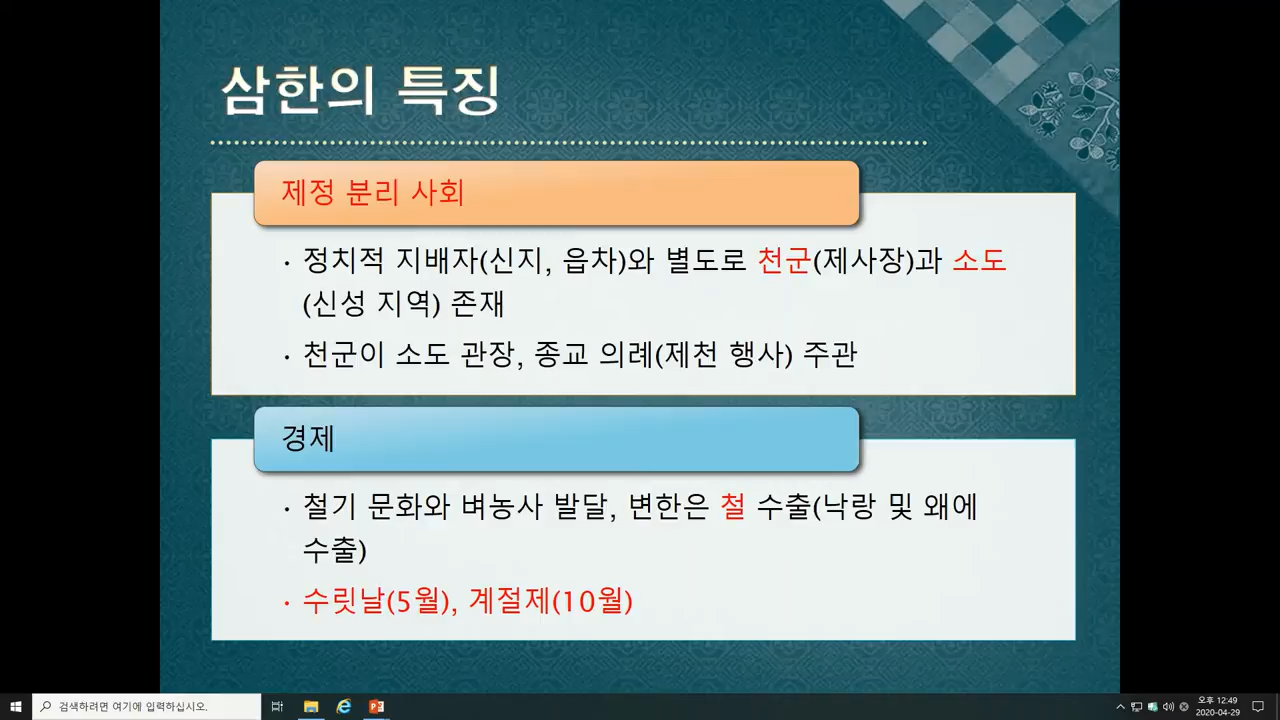 삼한의 특징
제정 분리 사회
• 정치적 지배자(신지, 읍차)와 별도로 천군(제사장)과 소도
(신성 지역) 존재
• 천군이 소도 관장, 종교 의례(제천 행사) 주관
경제
• 철기 문화와 벼농사 발달, 변한은 철 수출(낙랑 및 왜에
수출)
• 수릿날(5월), 계절제(10월)
검색하려면 여기에 입력하십시오.
오후 12:49
2020-04-29